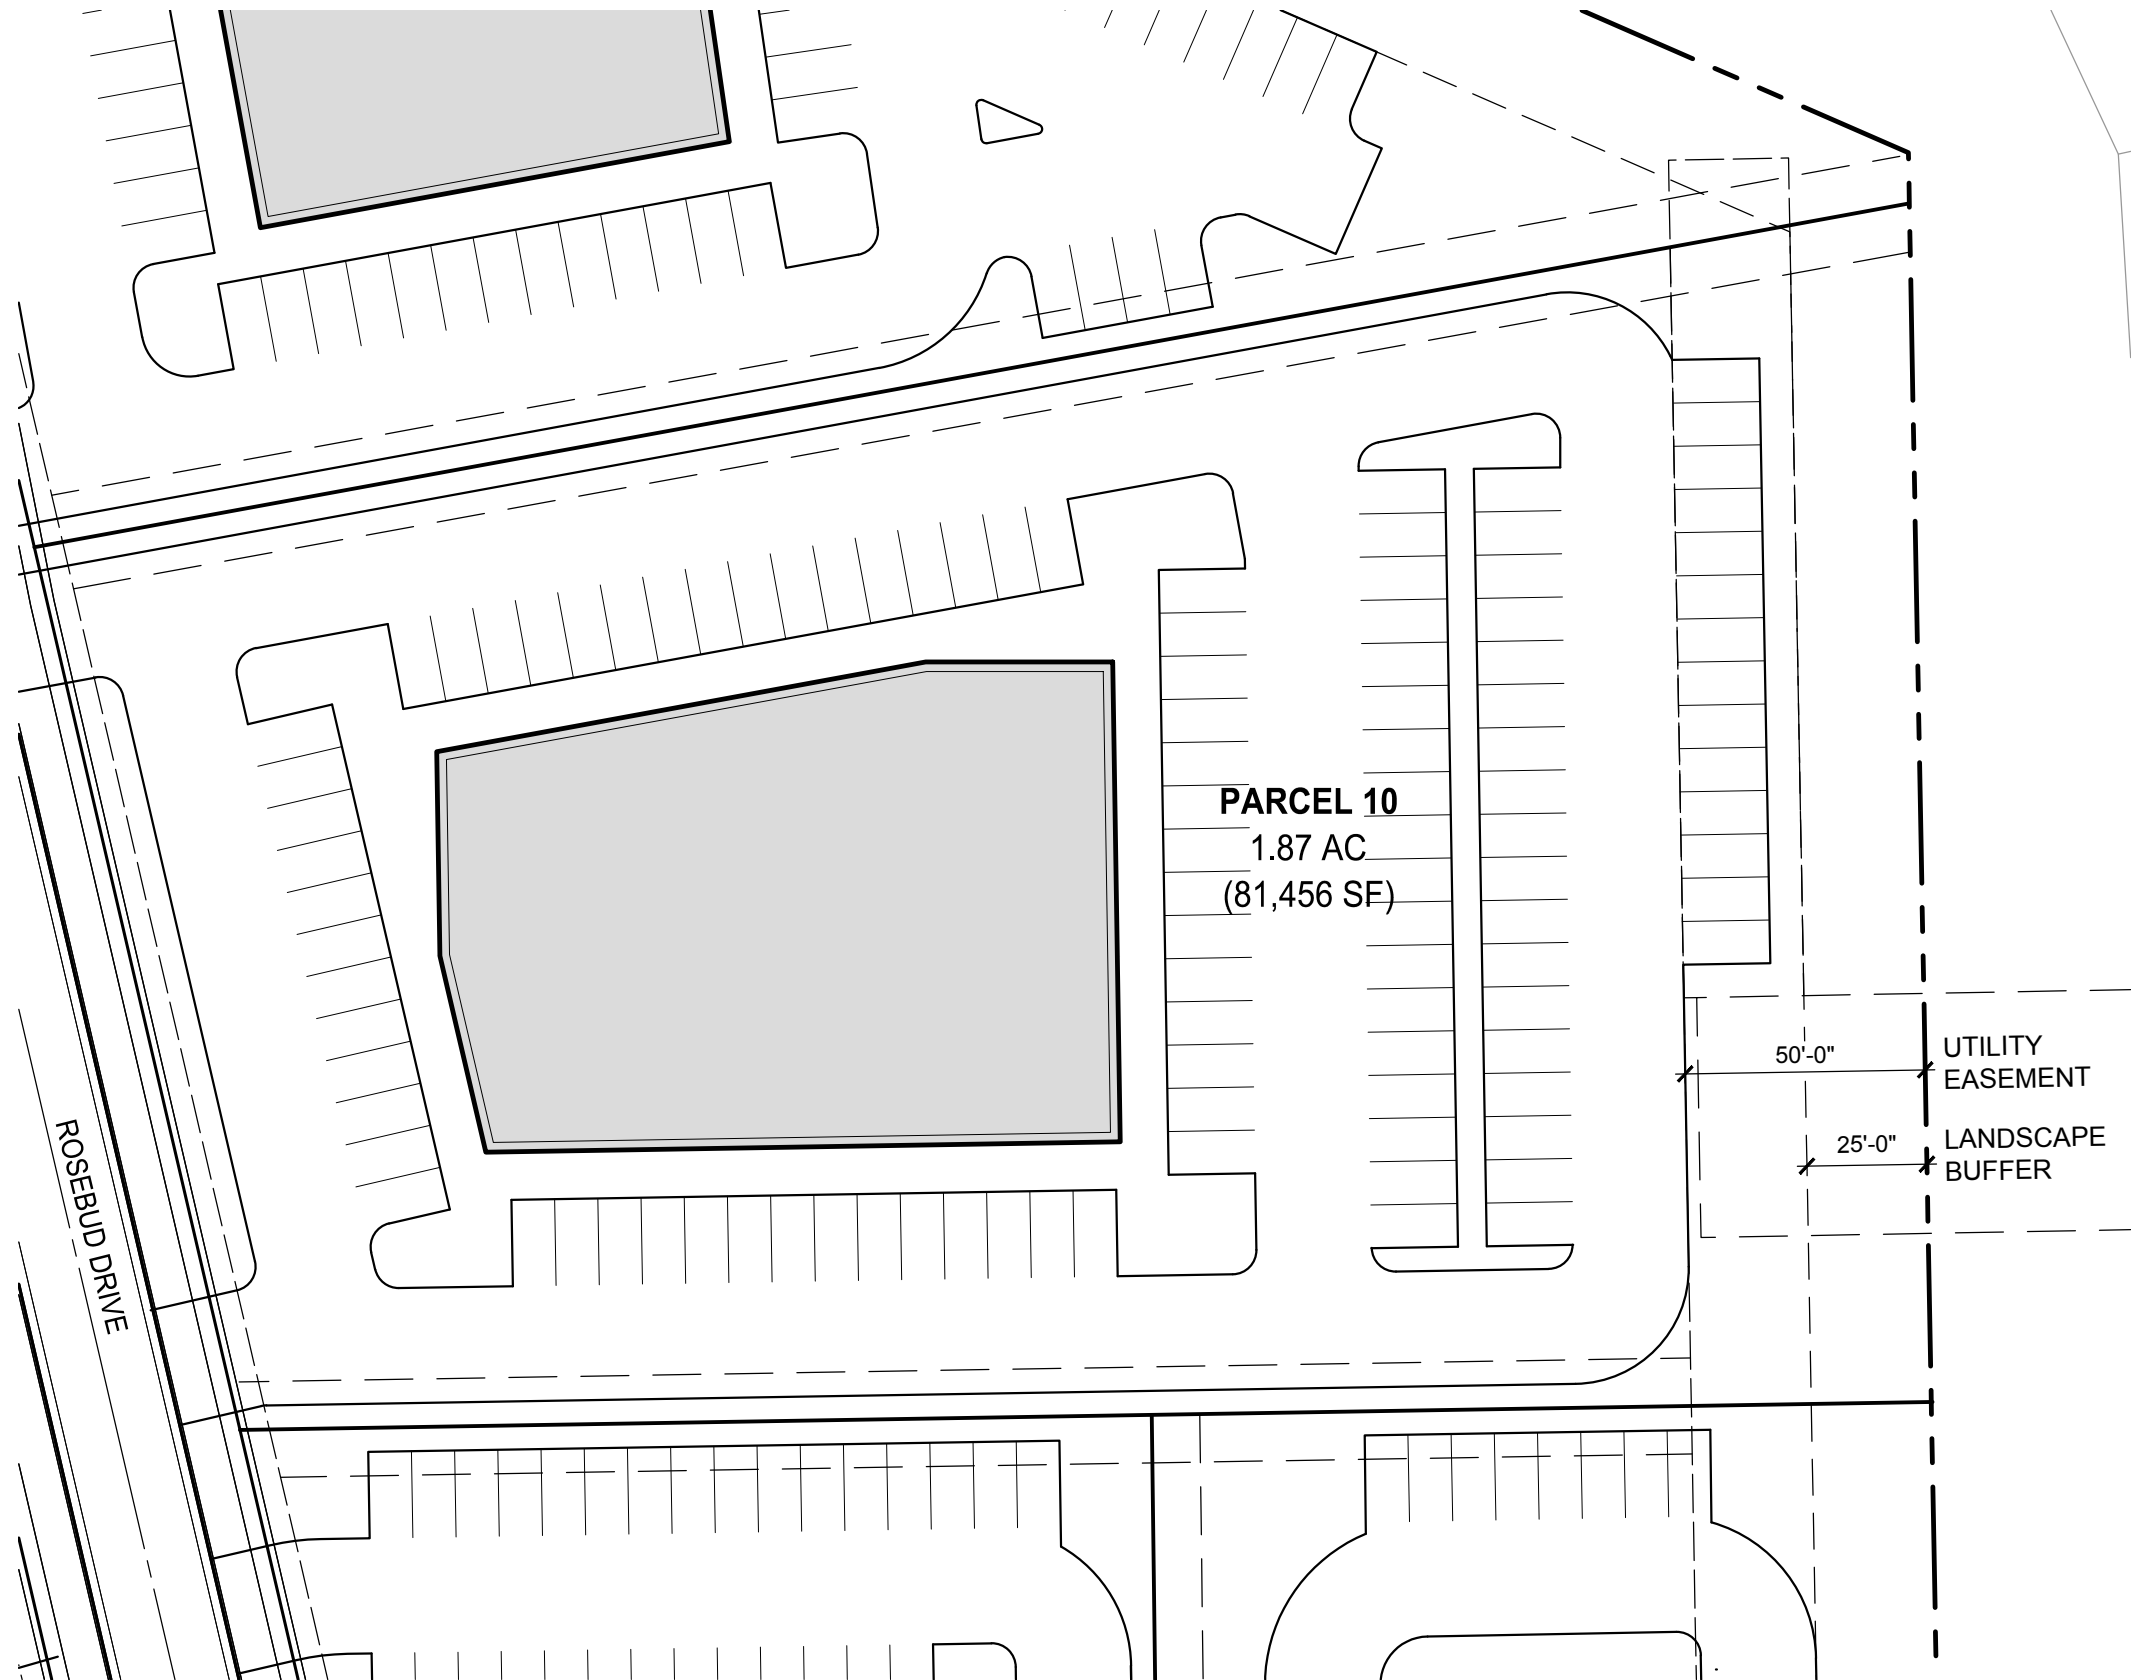 PARCEL 10
1.87 AC
(81,456 SF)
50'-0"
UTILITY
EASEMENT
25'-0"
LANDSCAPE
BUFFER
ROSEBUD DRIVE